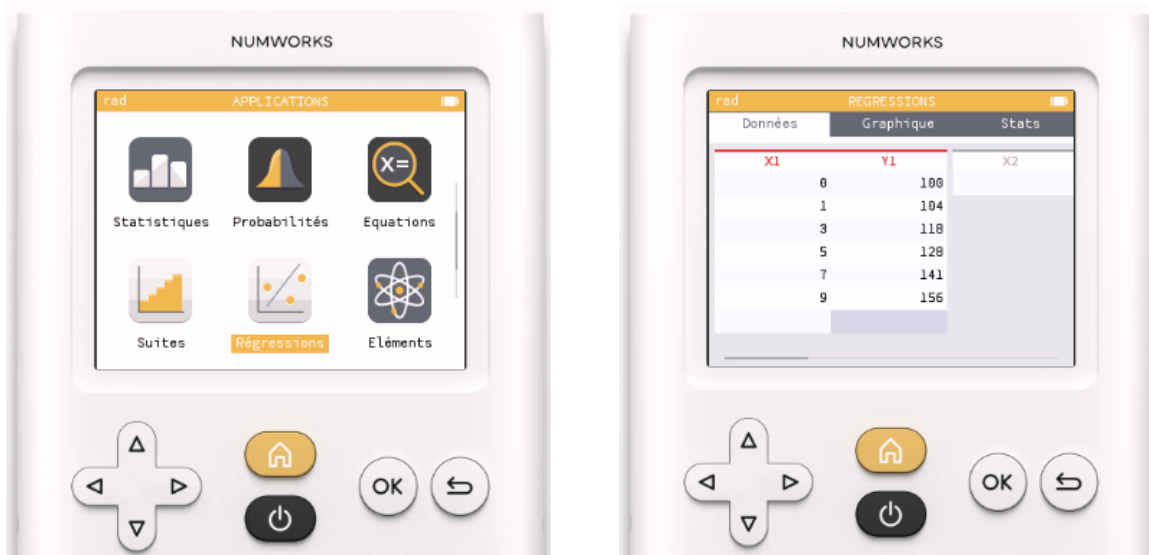 NUMWORKS
rad APPLICATIONS
X=
Statistiques Probabilités Equations
Suites Régressions Eléments
OK
NUMWORKS
rad REGRESSIONS
Données Graphique Stats
X1 Y1 X2
0 100
1 104
3 118
5 128
7 141
9 156
OK